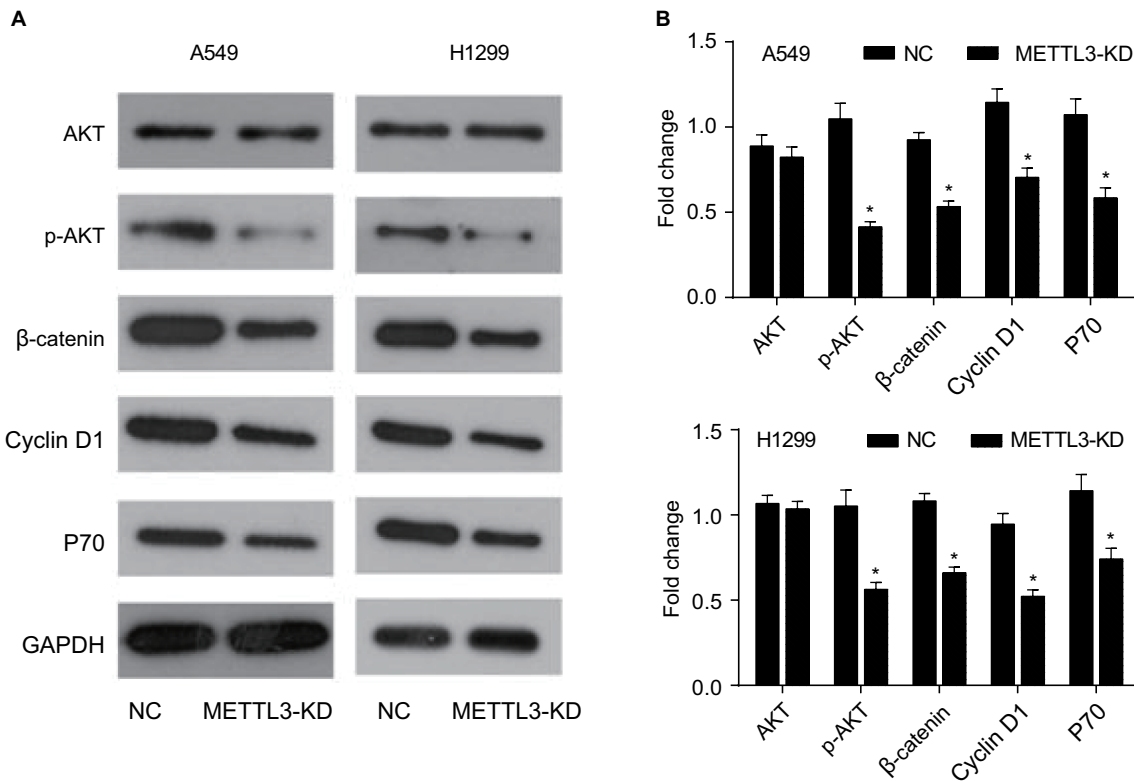 A
A549 H1299
AKT
p-AKT
β-catenin
Cyclin D1
P70
GAPDH
NC METTL3-KD NC METTL3-KD
B
A549 NC METTL3-KD
Fold change
1.5
1.0
0.5
0.0
*
*
*
*
AKT p-AKT β-catenin Cyclin D1 P70
H1299 NC METTL3-KD
Fold change
1.5
1.0
0.5
0.0
*
*
*
*
AKT p-AKT β-catenin Cyclin D1 P70